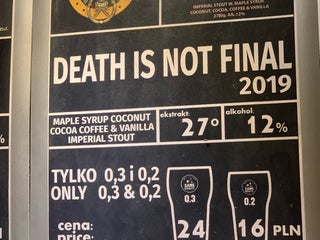 IMPERIAL STOUT W. MAPLE SYRUP,
COCONUT, COCOA, COFFEE & VANILLA
27Blg. Alk.12%
DEATH IS NOT FINAL
2019
MAPLE SYRUP COCONUT
COCOA COFFEE & VANILLA
IMPERIAL STOUT
ekstrakt:
27°
alkohol:
12%
TYLKO 0,3 i 0,2
ONLY 0,3 & 0,2
0.3
0.2
cena:
price:
24
16 PLN